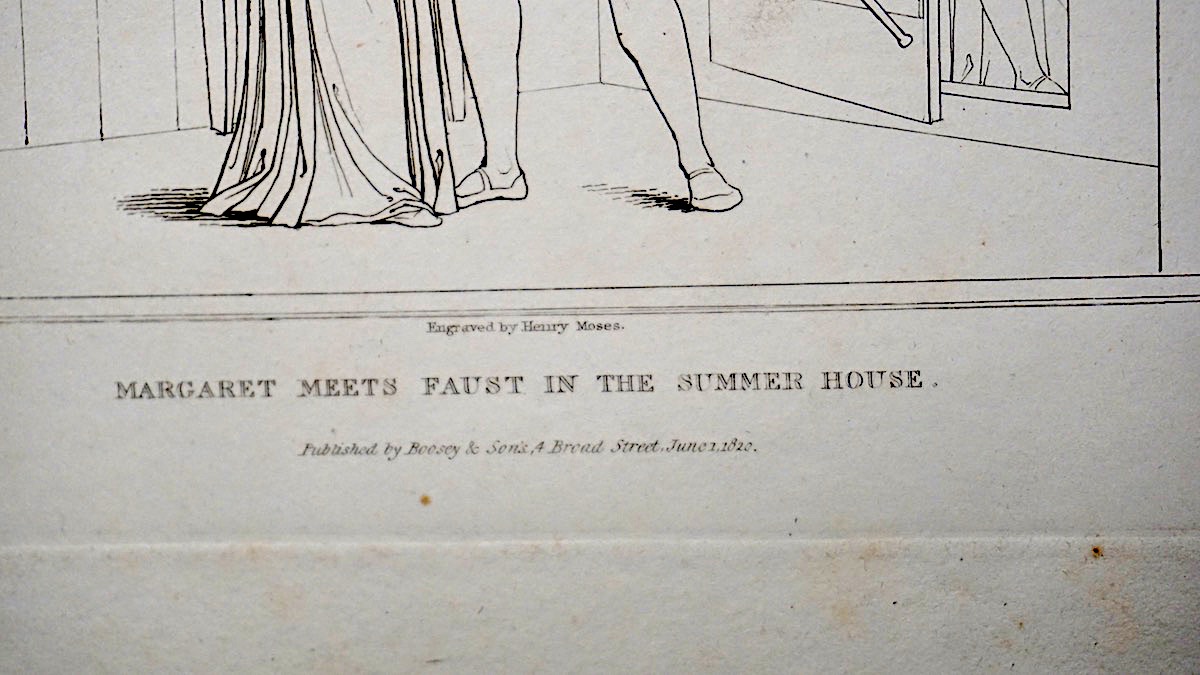 Engraved by Henry Moses.
MARGARET MEETS FAUST IN THE SUMMER HOUSE.
Published by Boosey & Son's, 4 Broad Street, June 1, 1820.